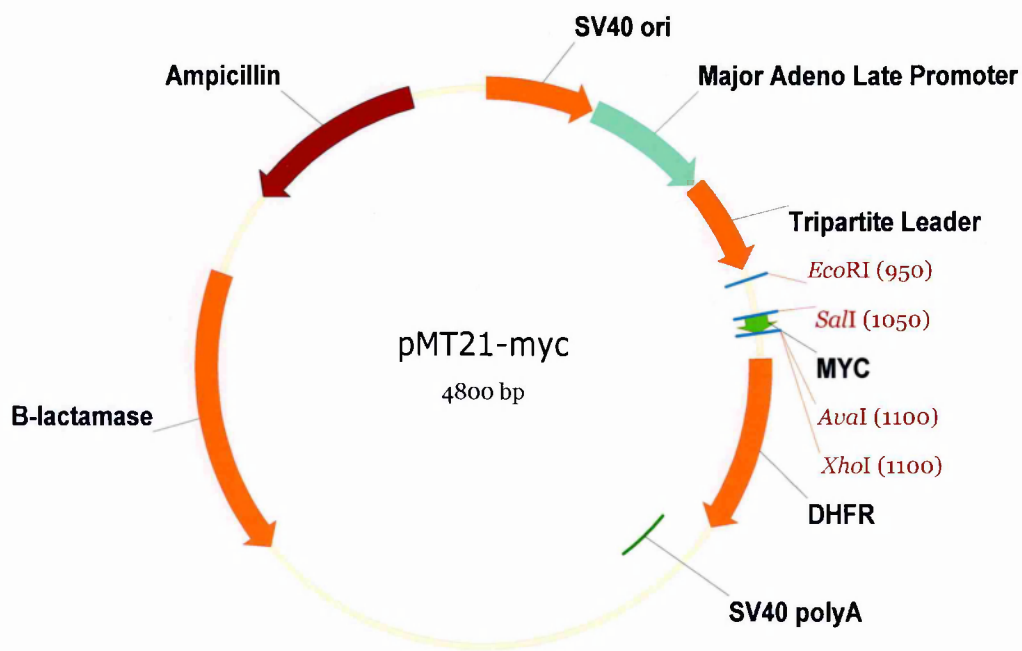 SV40 ori
Ampicillin
Major Adeno Late Promoter
Tripartite Leader
EcoRI (950)
SalI (1050)
pMT21-myc
MYC
4800 bp
B-lactamase
AvaI (1100)
XhoI (1100)
DHFR
SV40 polyA